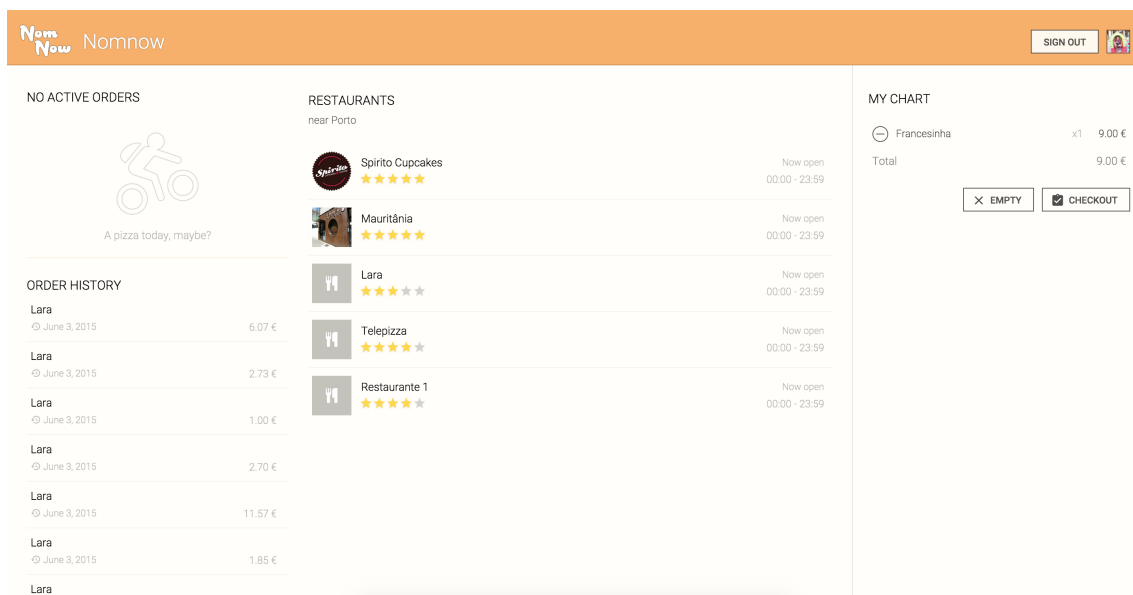 Nom
Now
Nomnow
SIGN OUT
NO ACTIVE ORDERS
A pizza today, maybe?
ORDER HISTORY
Lara
June 3, 2015 6.07 €
Lara
June 3, 2015 2.73 €
Lara
June 3, 2015 1.00 €
Lara
June 3, 2015 2.70 €
Lara
June 3, 2015 11.57 €
Lara
June 3, 2015 1.85 €
Lara
RESTAURANTS
near Porto
Spirito
Spirito Cupcakes Now open
00:00 - 23:59
Mauritânia Now open
00:00 - 23:59
Lara Now open
00:00 - 23:59
Telepizza Now open
00:00 - 23:59
Restaurante 1 Now open
00:00 - 23:59
MY CHART
Francesinha x1 9.00 €
Total 9.00 €
EMPTY CHECKOUT